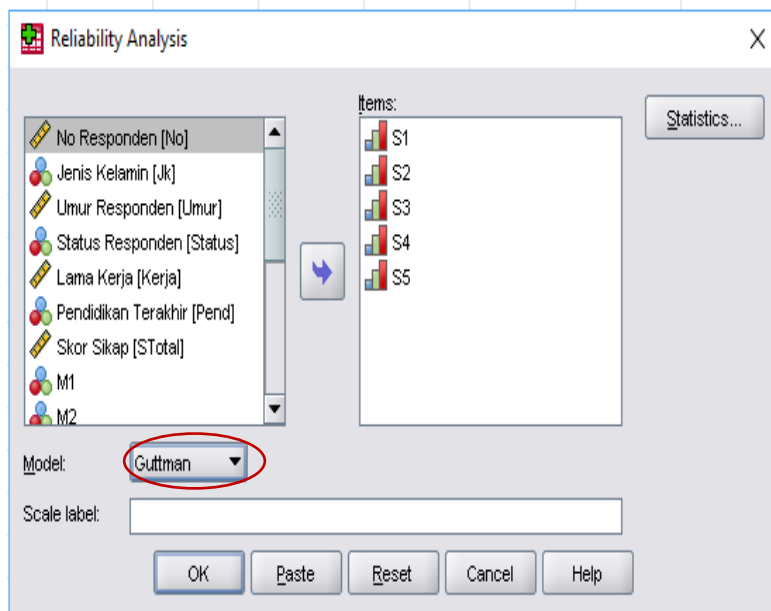 Reliability Analysis
Items:
Statistics...
No Responden [No]
Jenis Kelamin [Jk]
Umur Responden [Umur]
Status Responden [Status]
Lama Kerja [Kerja]
Pendidikan Terakhir [Pend]
Skor Sikap [STotal]
M1
M2
S1
S2
S3
S4
S5
Model:
Guttman
Scale label:
OK
Paste
Reset
Cancel
Help